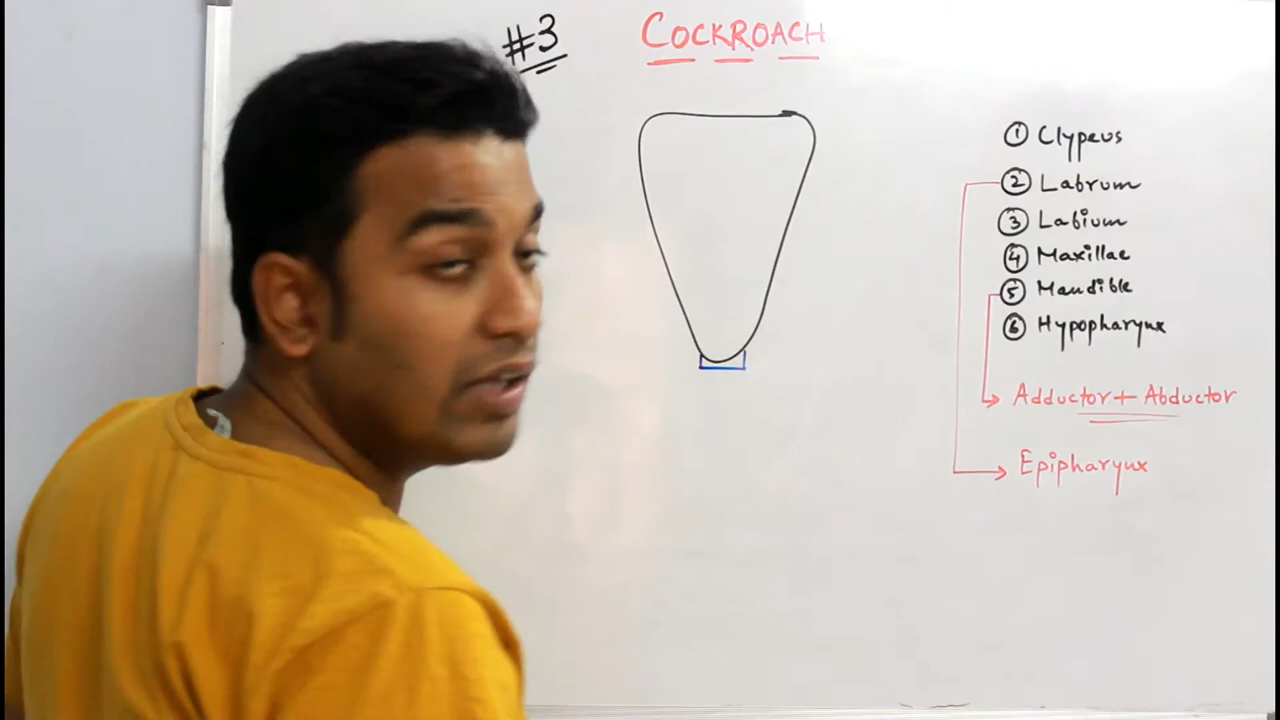 #3
COCKROACH
① Clypeus
② Labrum
③ Labium
④ Maxillae
⑤ Mandible
⑥ Hypopharynx
Adductor + Abductor
Epipharynx